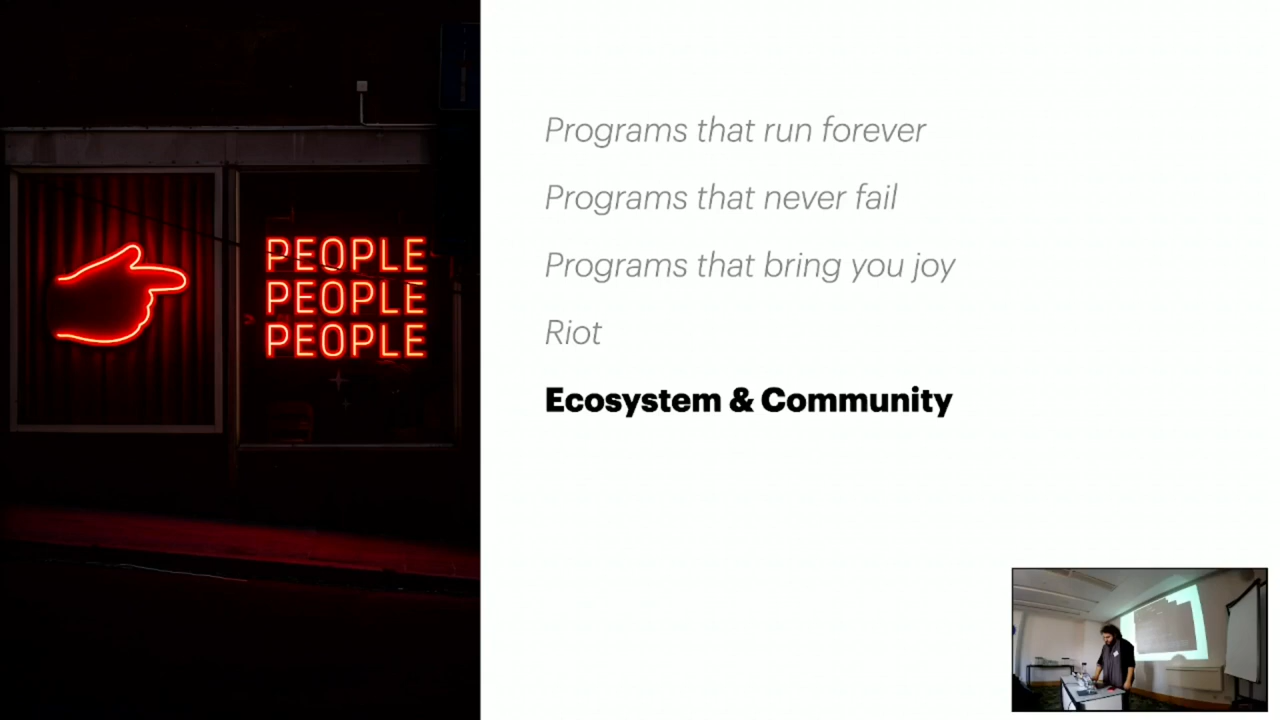 PEOPLE
PEOPLE
PEOPLE
Programs that run forever
Programs that never fail
Programs that bring you joy
Riot
Ecosystem & Community